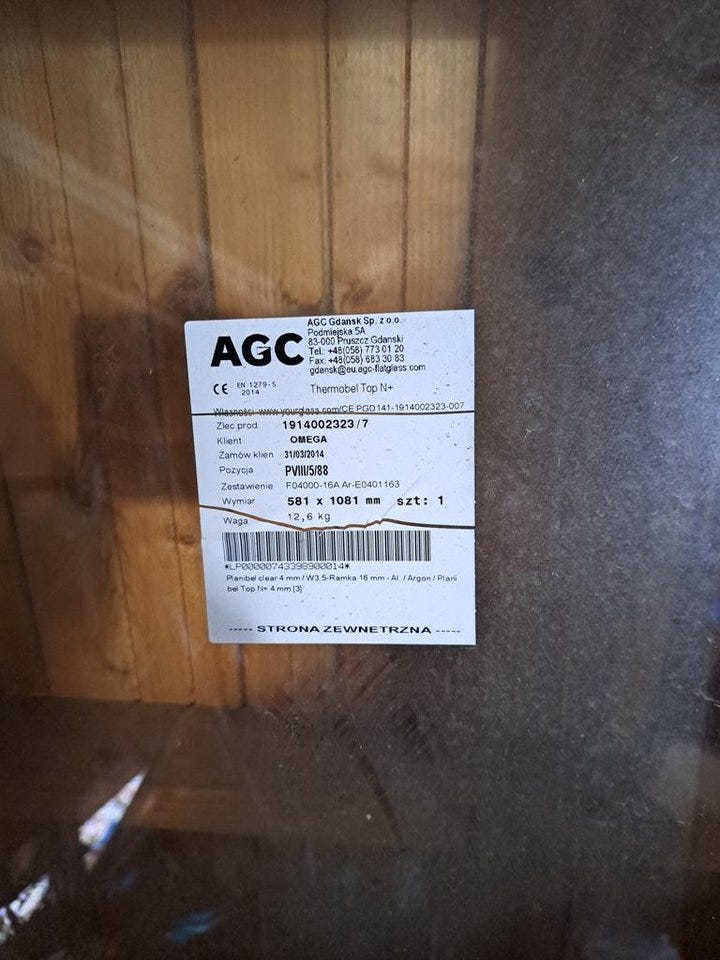 AGC
AGC Gdansk Sp. z o.o.
Podmiejska 5A
83-000 Pruszcz Gdanski
Tel.: +48(058) 773 01 20
Fax: +48(058) 683 30 83
gdansk@eu.agc-flatglass.com
CE EN 1279-5
2014
Thermobel Top N+
Własności: www.yourglass.com/CE PGD141-1914002323-007
Zlec prod 1914002323/7
Klient OMEGA
Zamów klien 31/03/2014
Pozycja PVIII/5/88
Zestawienie F04000-16A Ar-E0401163
Wymiar 581 x 1081 mm szt: 1
Waga 12,6 kg
*LP00000743398900014*
Planibel clear 4 mm / W3.5-Ramka 16 mm - Al. / Argon / Plani
bel Top N+ 4 mm [3]
----- STRONA ZEWNETRZNA -----